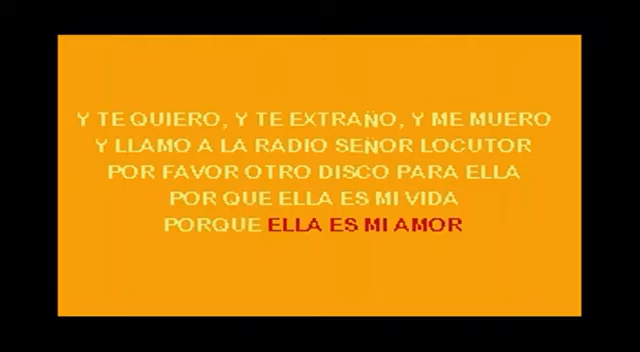 Y TE QUIERO, Y TE EXTRAÑO, Y ME MUERO
Y LLAMO A LA RADIO SEÑOR LOCUTOR
POR FAVOR OTRO DISCO PARA ELLA
POR QUE ELLA ES MI VIDA
PORQUE ELLA ES MI AMOR